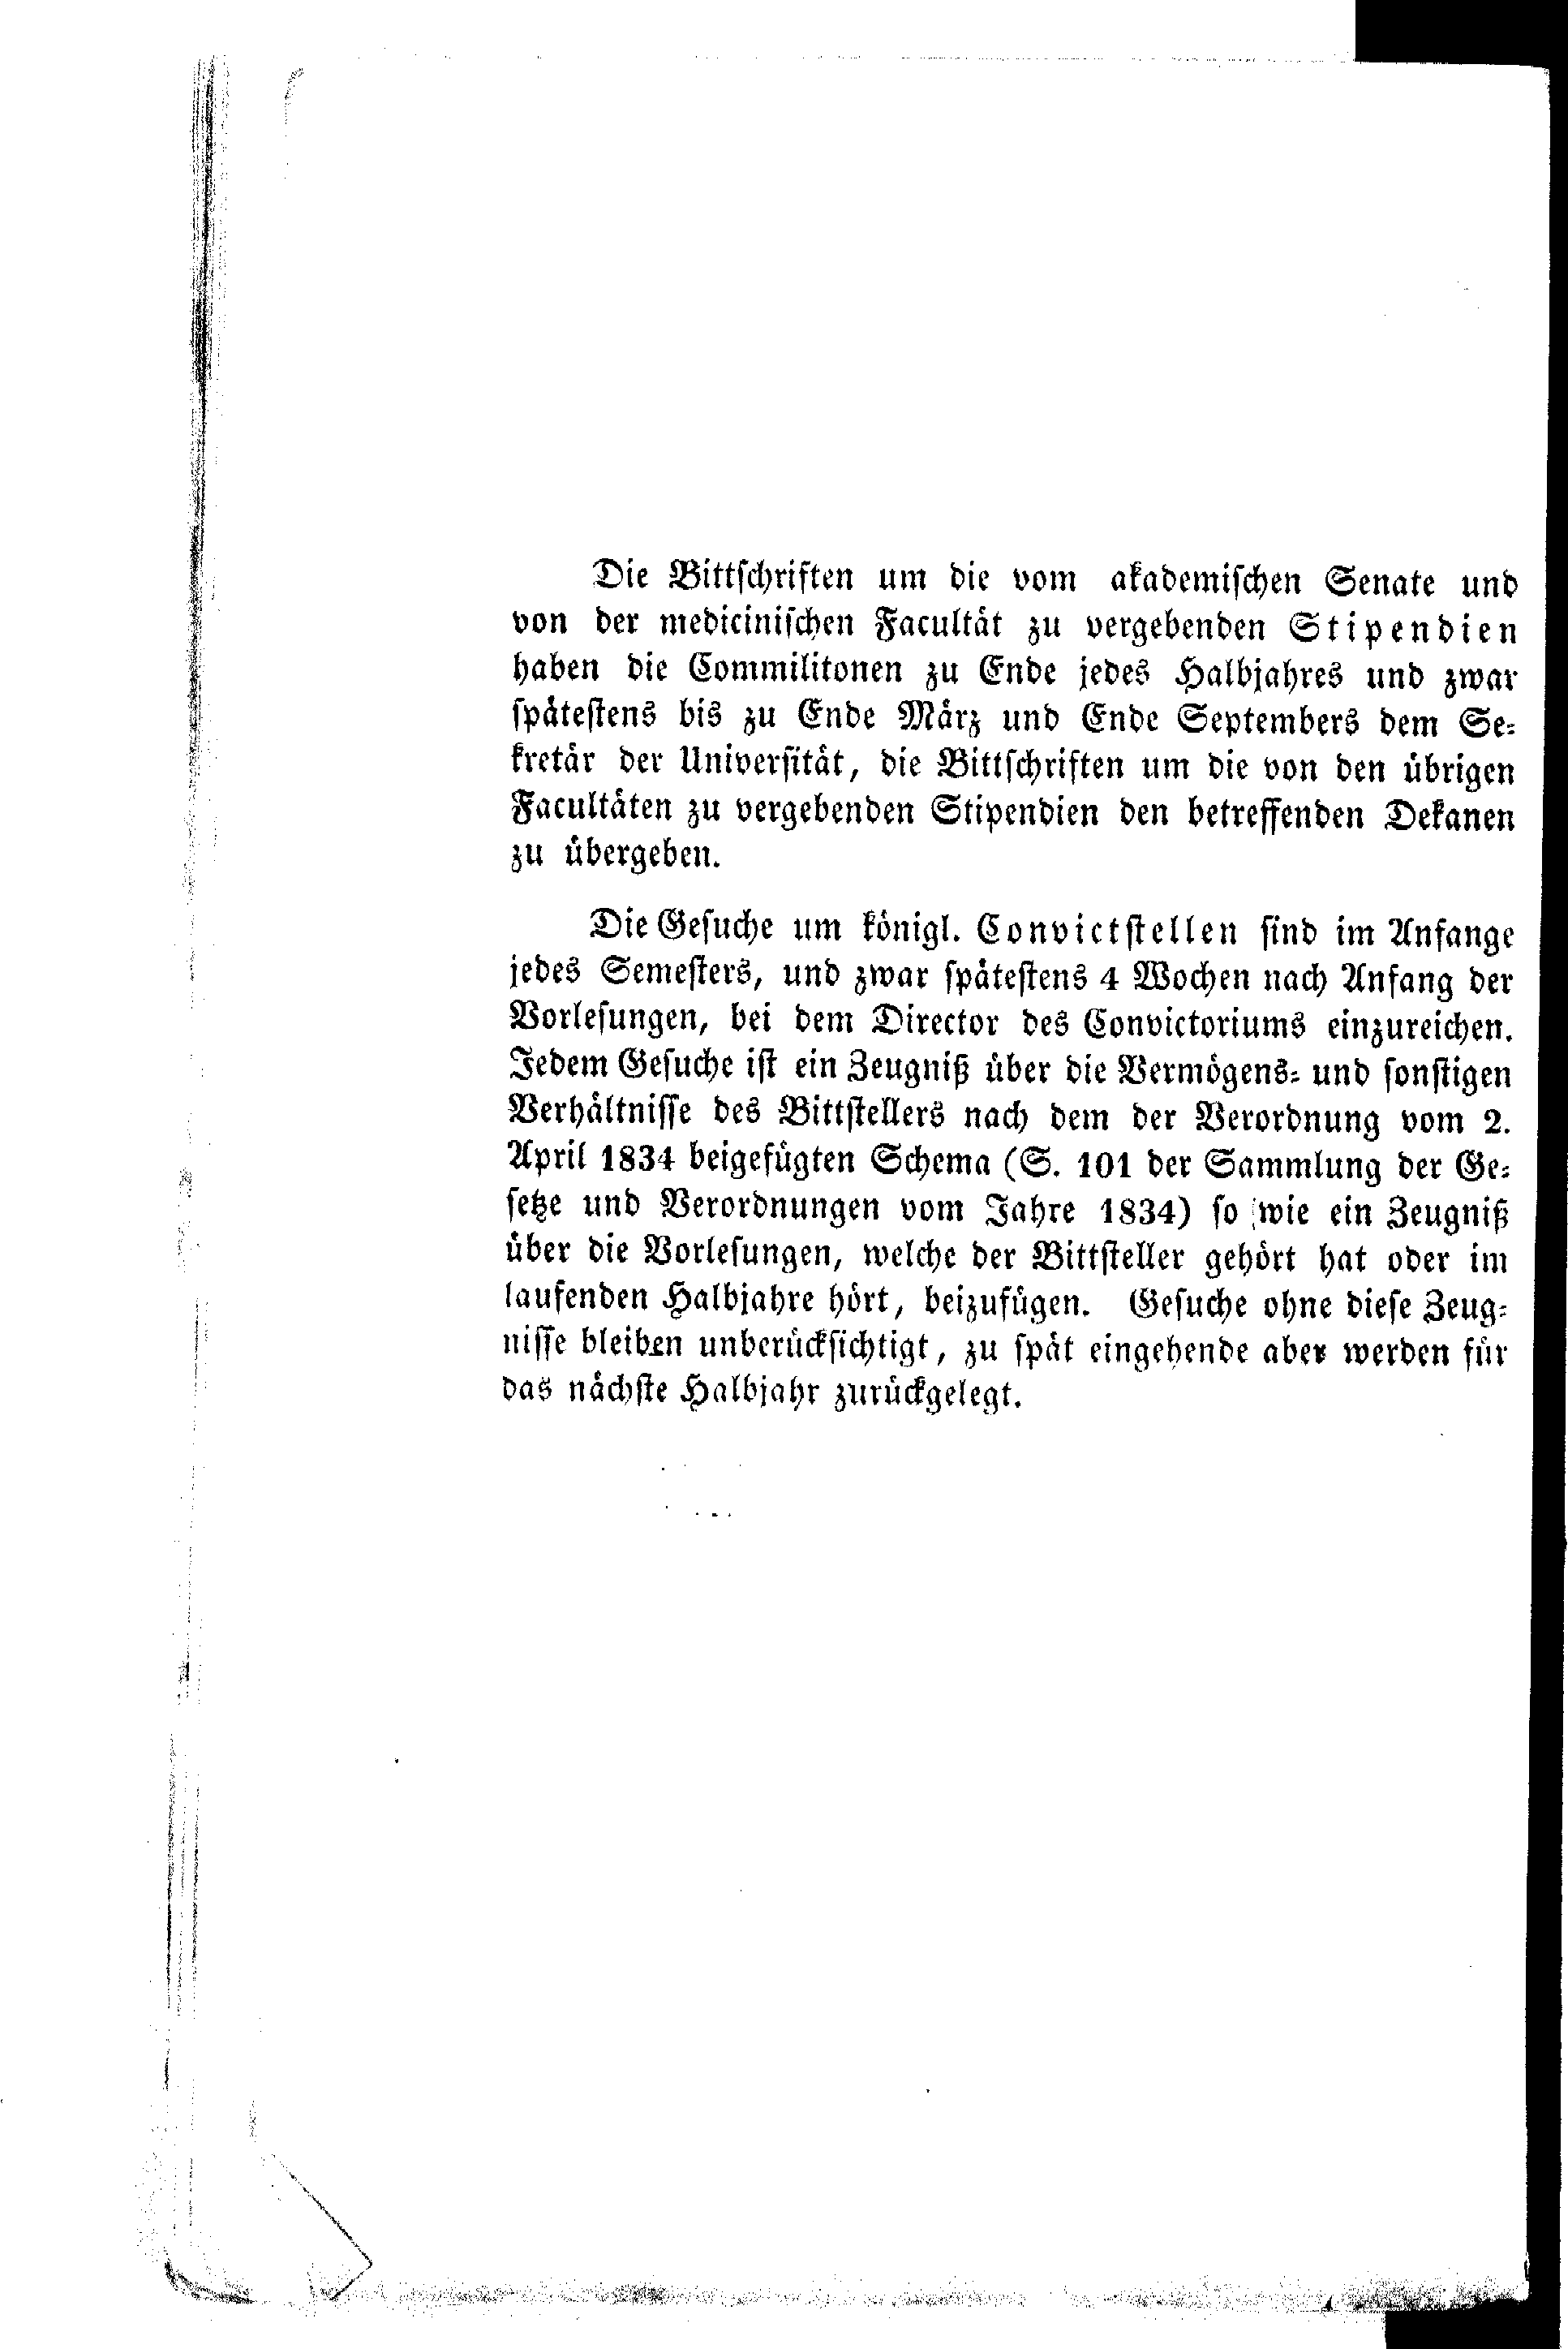 Die Bittschriften um die vom akademischen Senate und
von der medicinischen Facultät zu vergebenden Stipendien
haben die Commilitonen zu Ende jedes Halbjahres und zwar
spätestens bis zu Ende März und Ende Septembers dem Se-
kretär der Universität, die Bittschriften um die von den übrigen
Facultäten zu vergebenden Stipendien den betreffenden Dekanen
zu übergeben.
Die Gesuche um königl. Convictstellen sind im Anfange
jedes Semesters, und zwar spätestens 4 Wochen nach Anfang der
Vorlesungen, bei dem Director des Convictoriums einzureichen.
Jedem Gesuche ist ein Zeugniß über die Vermögens- und sonstigen
Verhältnisse des Bittstellers nach dem der Verordnung vom 2.
April 1834 beigefügten Schema (S. 101 der Sammlung der Ge-
setze und Verordnungen vom Jahre 1834) so wie ein Zeugniß
über die Vorlesungen, welche der Bittsteller gehört hat oder im
laufenden Halbjahre hört, beizufügen. Gesuche ohne diese Zeug-
nisse bleiben unberücksichtigt, zu spät eingehende aber werden für
das nächste Halbjahr zurückgelegt.